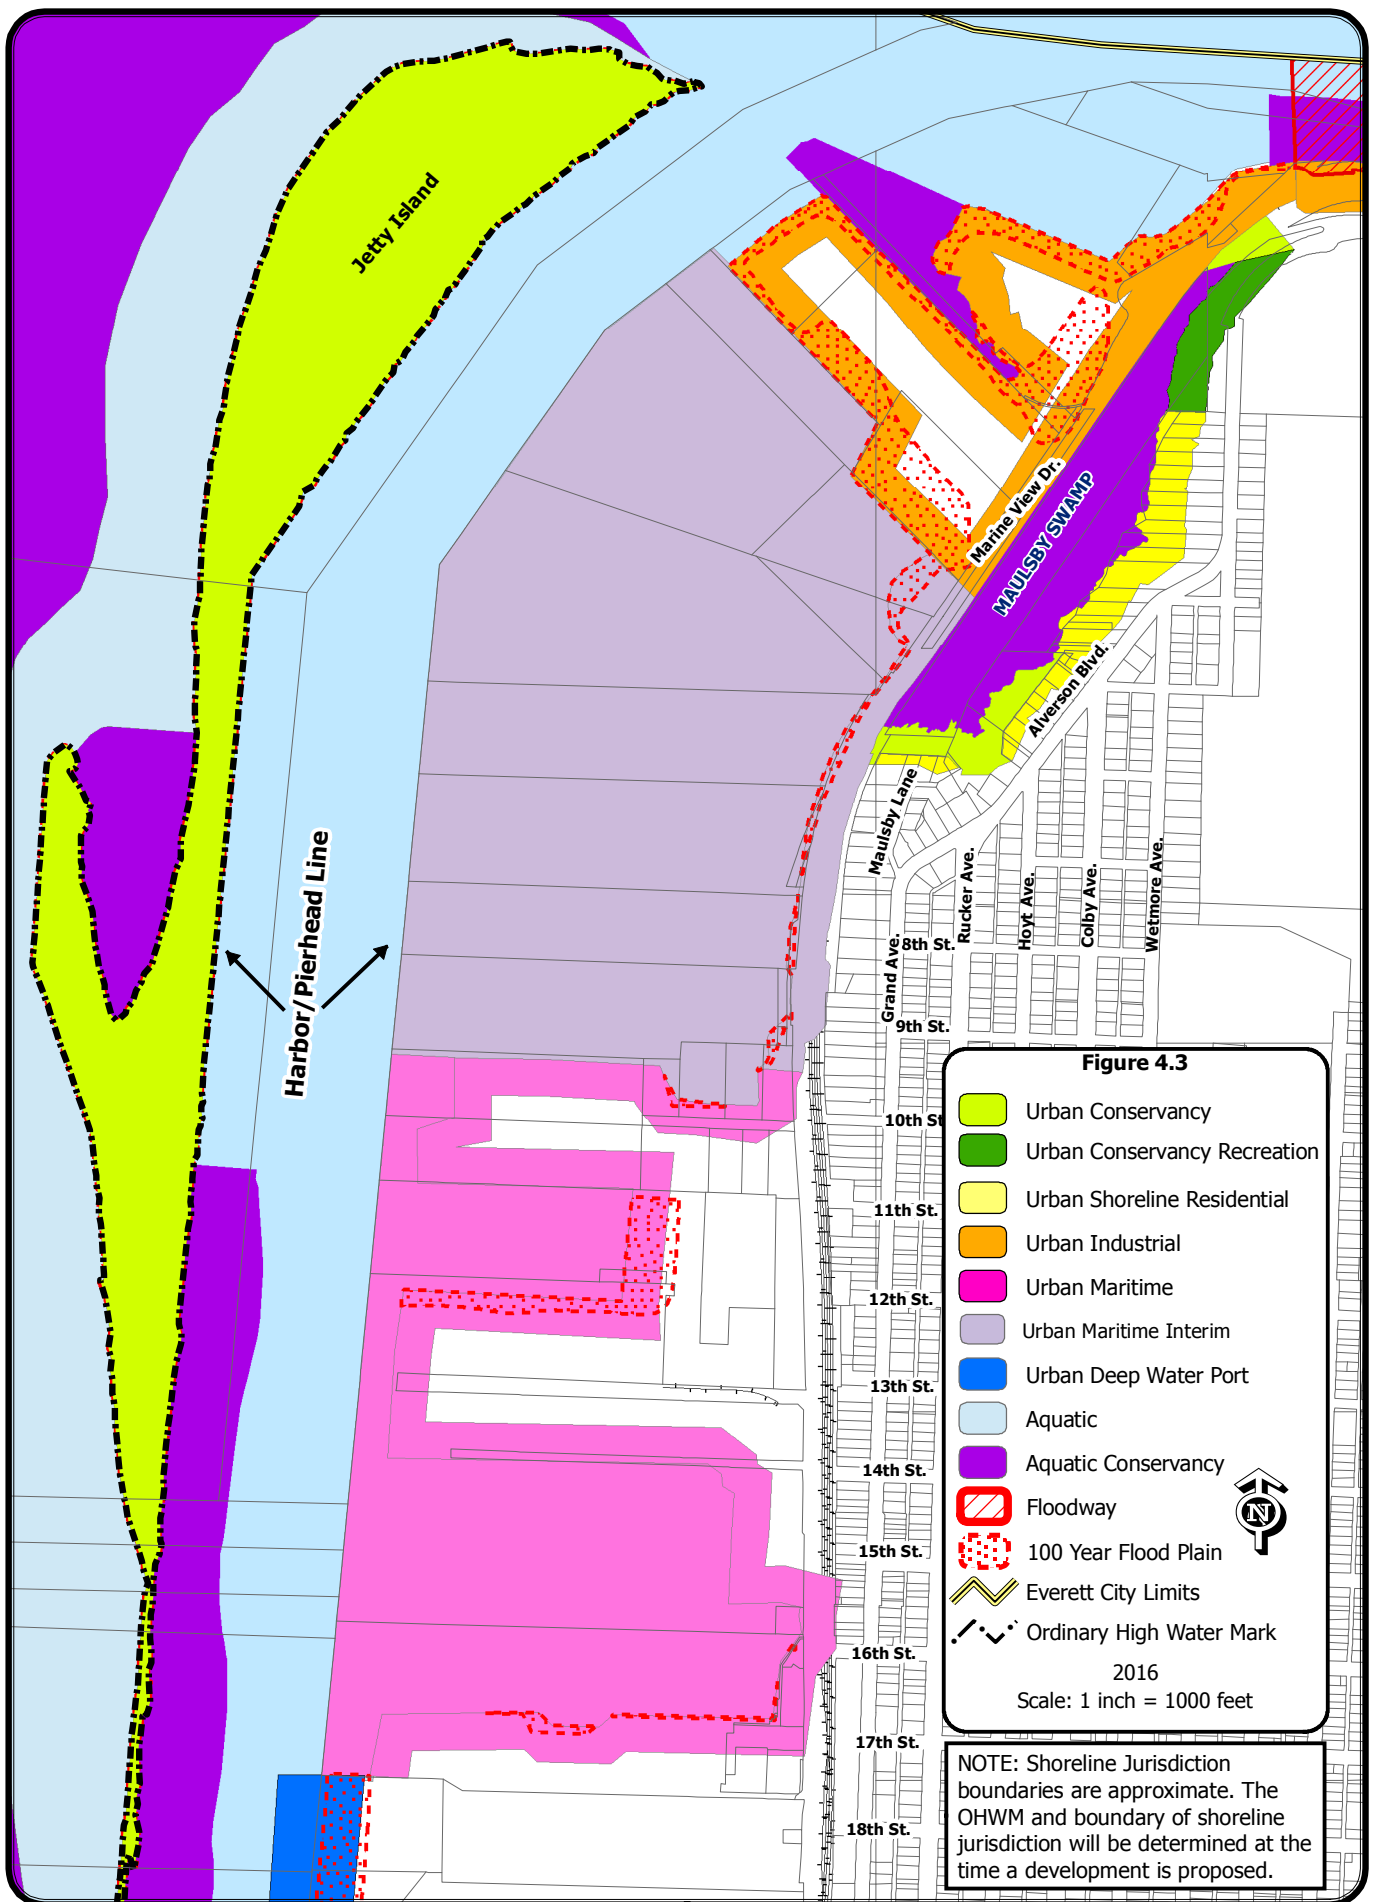 Jetty Island
Marine View Dr.
MAULSBY SWAMP
Alverson Blvd.
Maulsby Lane
Harbor/Pierhead Line
Grand Ave.
Rucker Ave.
Hoyt Ave.
Colby Ave.
Wetmore Ave.
8th St.
9th St.
10th St
11th St.
12th St.
13th St.
14th St.
15th St.
16th St.
17th St.
18th St.
Figure 4.3
Urban Conservancy
Urban Conservancy Recreation
Urban Shoreline Residential
Urban Industrial
Urban Maritime
Urban Maritime Interim
Urban Deep Water Port
Aquatic
Aquatic Conservancy
Floodway
N
100 Year Flood Plain
Everett City Limits
Ordinary High Water Mark
2016
Scale: 1 inch = 1000 feet
NOTE: Shoreline Jurisdiction
boundaries are approximate. The
OHWM and boundary of shoreline
jurisdiction will be determined at the
time a development is proposed.